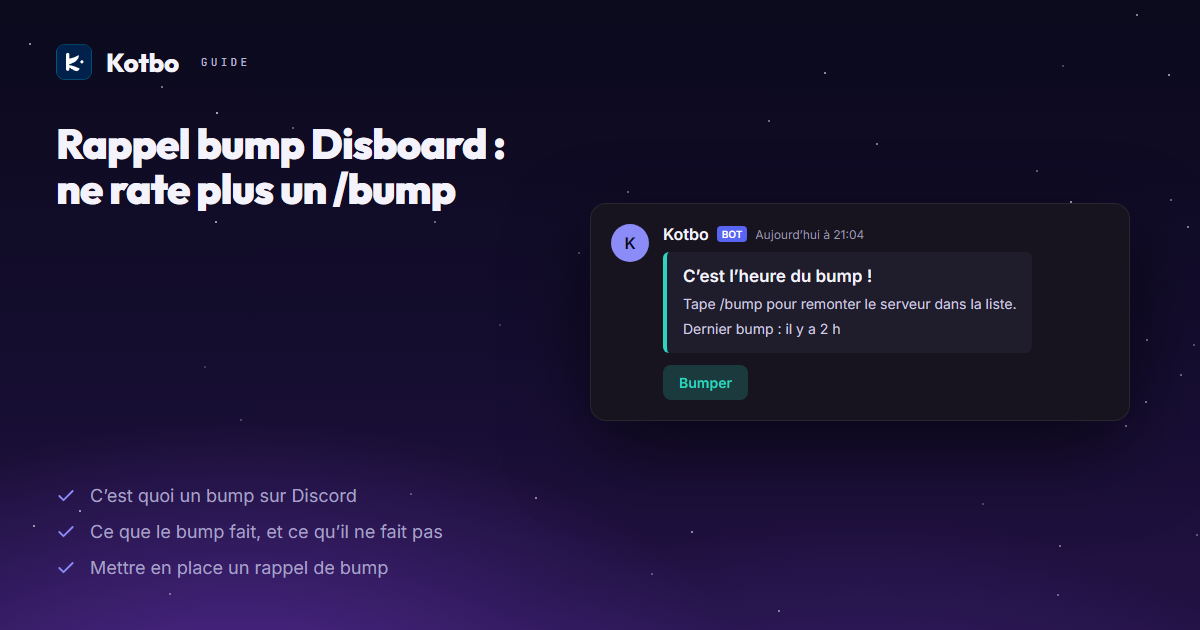 Kotbo GUIDE
Rappel bump Disboard :
ne rate plus un /bump
K
Kotbo BOT Aujourd’hui à 21:04
C’est l’heure du bump !
Tape /bump pour remonter le serveur dans la liste.
Dernier bump : il y a 2 h
Bumper
C’est quoi un bump sur Discord
Ce que le bump fait, et ce qu’il ne fait pas
Mettre en place un rappel de bump